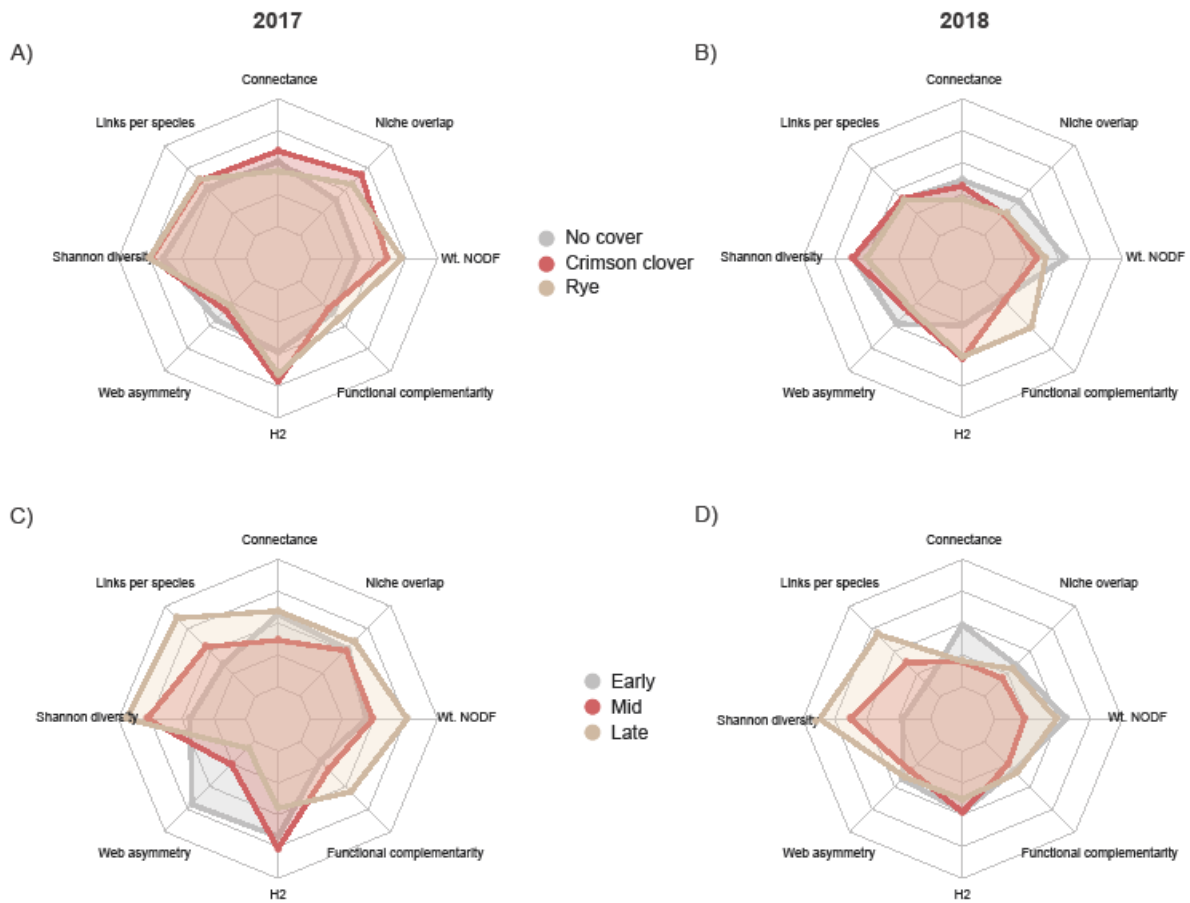 2017
2018
A)
B)
Connectance
Connectance
Links per species
Niche overlap
Links per species
Niche overlap
No cover
Crimson clover
Rye
Shannon diversity
Wt. NODF
Shannon diversity
Wt. NODF
Web asymmetry
Functional complementarity
Web asymmetry
Functional complementarity
H2
H2
C)
D)
Connectance
Connectance
Links per species
Niche overlap
Links per species
Niche overlap
Early
Mid
Late
Shannon diversity
Wt. NODF
Shannon diversity
Wt. NODF
Web asymmetry
Functional complementarity
Web asymmetry
Functional complementarity
H2
H2